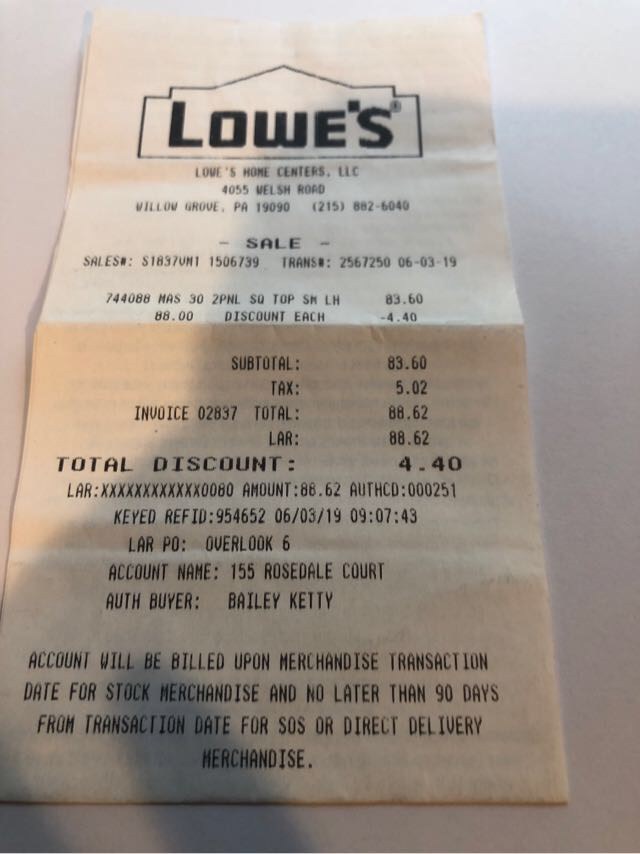 LOWE'S®
LOWE'S HOME CENTERS, LLC
4055 WELSH ROAD
WILLOW GROVE, PA 19090 (215) 882-6040
- SALE -
SALES#: S1837VM1 1506739 TRANS#: 2567250 06-03-19
744088 MAS 30 2PNL SQ TOP SM LH 83.60
88.00 DISCOUNT EACH -4.40
SUBTOTAL: 83.60
TAX: 5.02
INVOICE 02837 TOTAL: 88.62
LAR: 88.62
TOTAL DISCOUNT: 4.40
LAR:XXXXXXXXXXXX0080 AMOUNT:88.62 AUTHCD:000251
KEYED REFID:954652 06/03/19 09:07:43
LAR PO: OVERLOOK 6
ACCOUNT NAME: 155 ROSEDALE COURT
AUTH BUYER: BAILEY KETTY
ACCOUNT WILL BE BILLED UPON MERCHANDISE TRANSACTION
DATE FOR STOCK MERCHANDISE AND NO LATER THAN 90 DAYS
FROM TRANSACTION DATE FOR SOS OR DIRECT DELIVERY
MERCHANDISE.